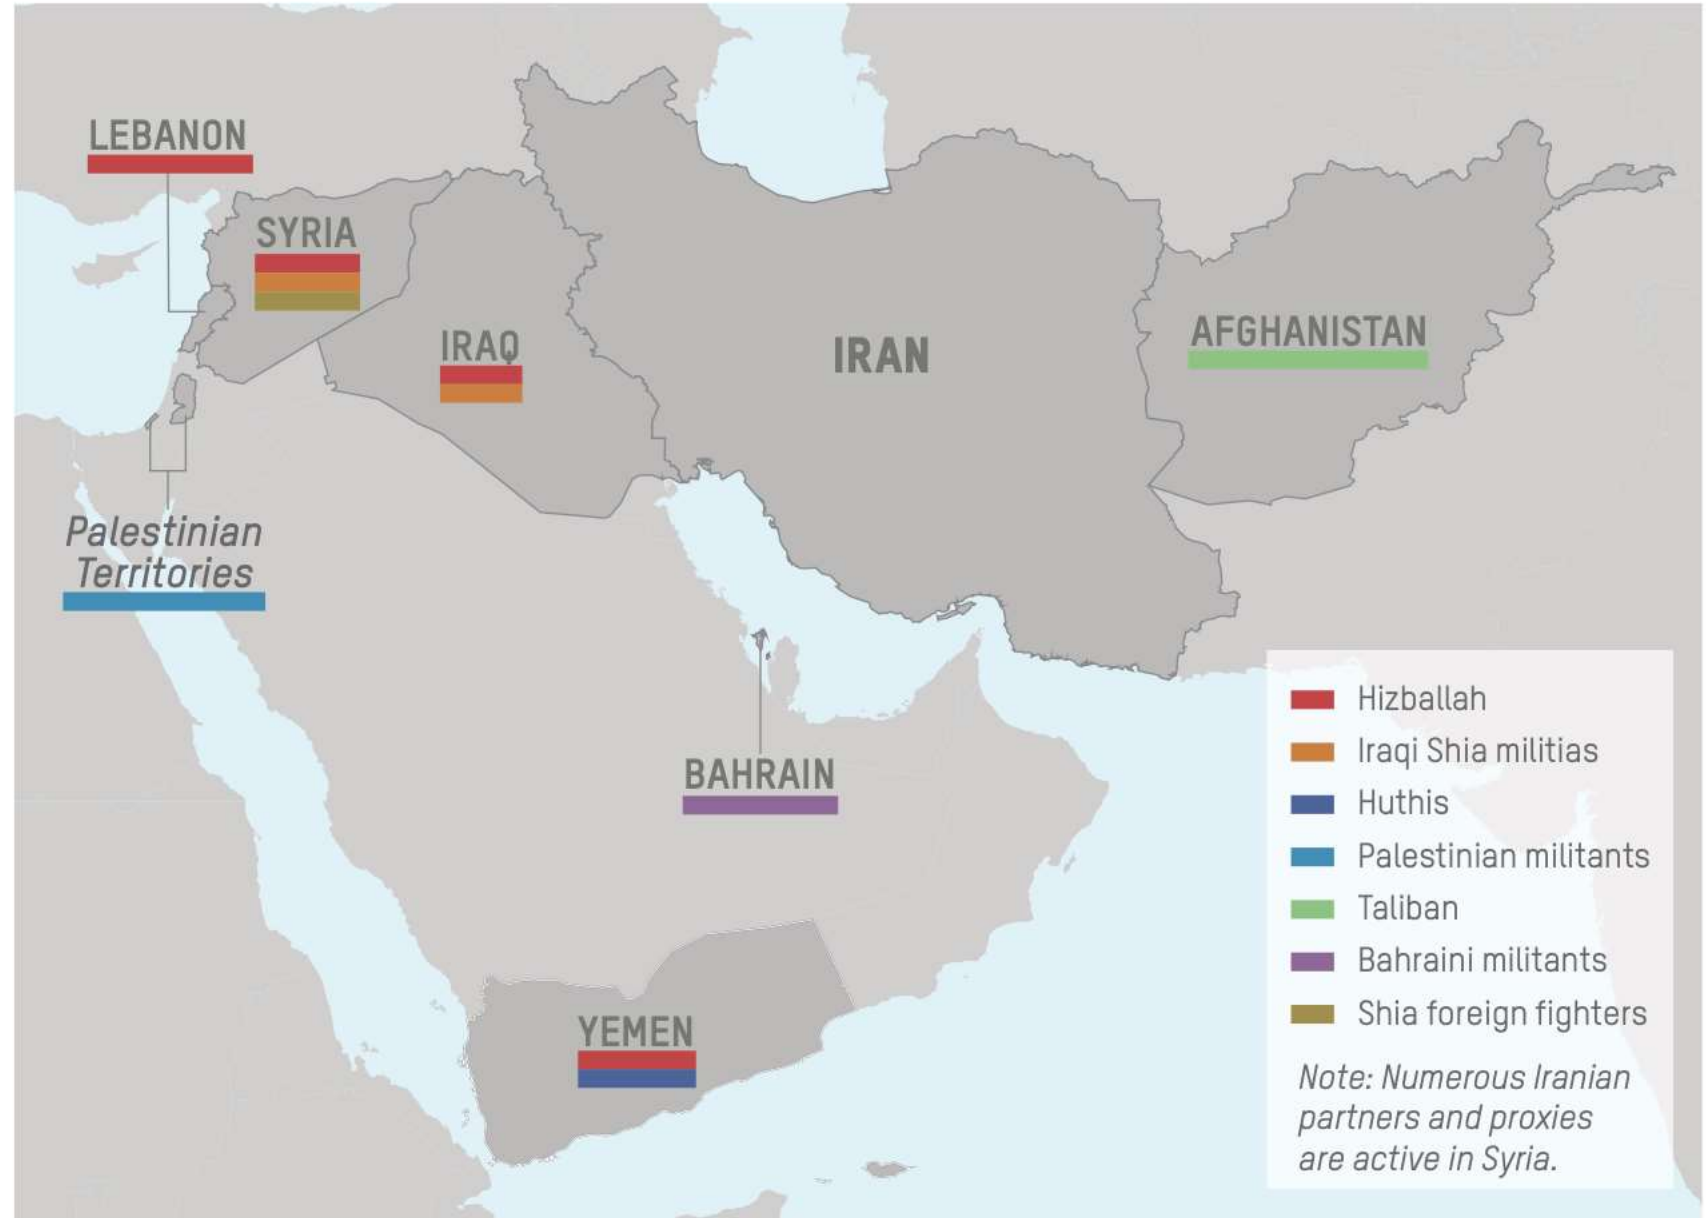 LEBANON
SYRIA
IRAQ
IRAN
AFGHANISTAN
Palestinian
Territories
BAHRAIN
YEMEN
Hizballah
Iraqi Shia militias
Huthis
Palestinian militants
Taliban
Bahraini militants
Shia foreign fighters
Note: Numerous Iranian
partners and proxies
are active in Syria.